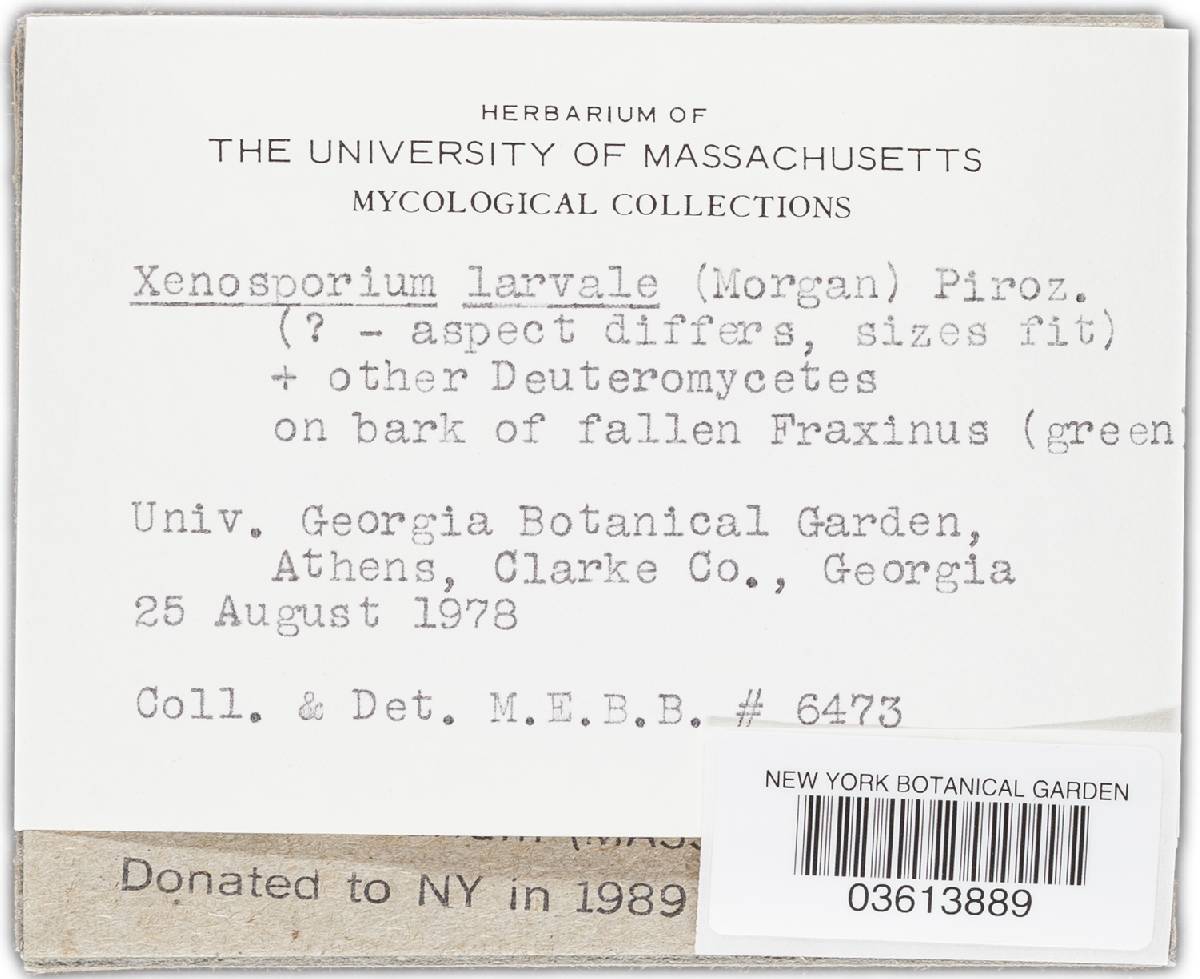 HERBARIUM OF
THE UNIVERSITY OF MASSACHUSETTS
MYCOLOGICAL COLLECTIONS
Xenosporium larvale (Morgan) Piroz.
(? - aspect differs, sizes fit)
+ other Deuteromycetes
on bark of fallen Fraxinus (green)
Univ. Georgia Botanical Garden,
Athens, Clarke Co., Georgia
25 August 1978
Coll. & Det. M.E.B.B. # 6473
NEW YORK BOTANICAL GARDEN
03613889
Donated to NY in 1989